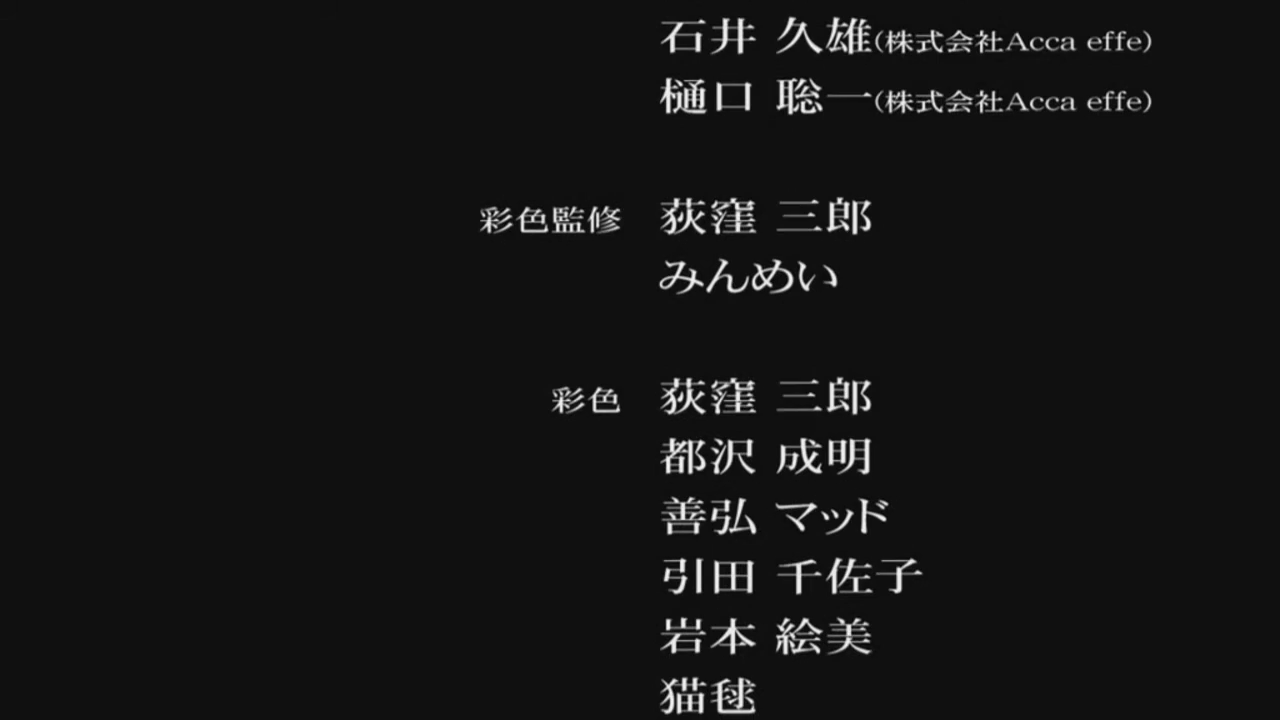 石井 久雄(株式会社Acca effe)
樋口 聡一(株式会社Acca effe)
彩色監修 荻窪 三郎
みんめい
彩色 荻窪 三郎
都沢 成明
善弘 マッド
引田 千佐子
岩本 絵美
猫毬